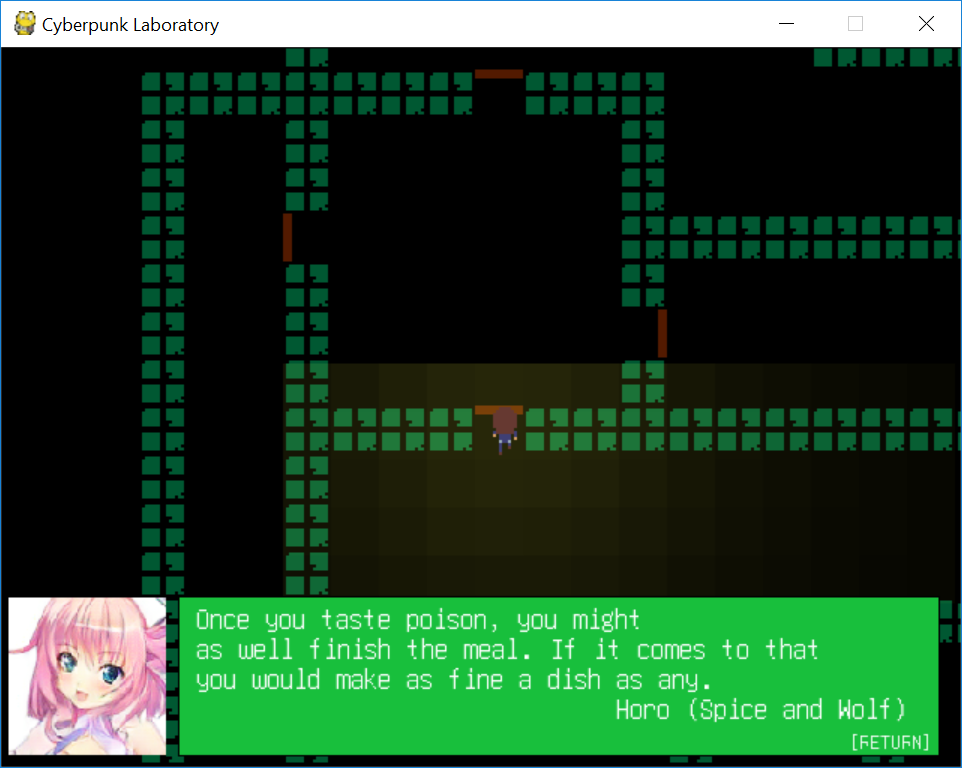 Cyberpunk Laboratory
Once you taste poison, you might
as well finish the meal. If it comes to that
you would make as fine a dish as any.
Horo (Spice and Wolf)
[RETURN]